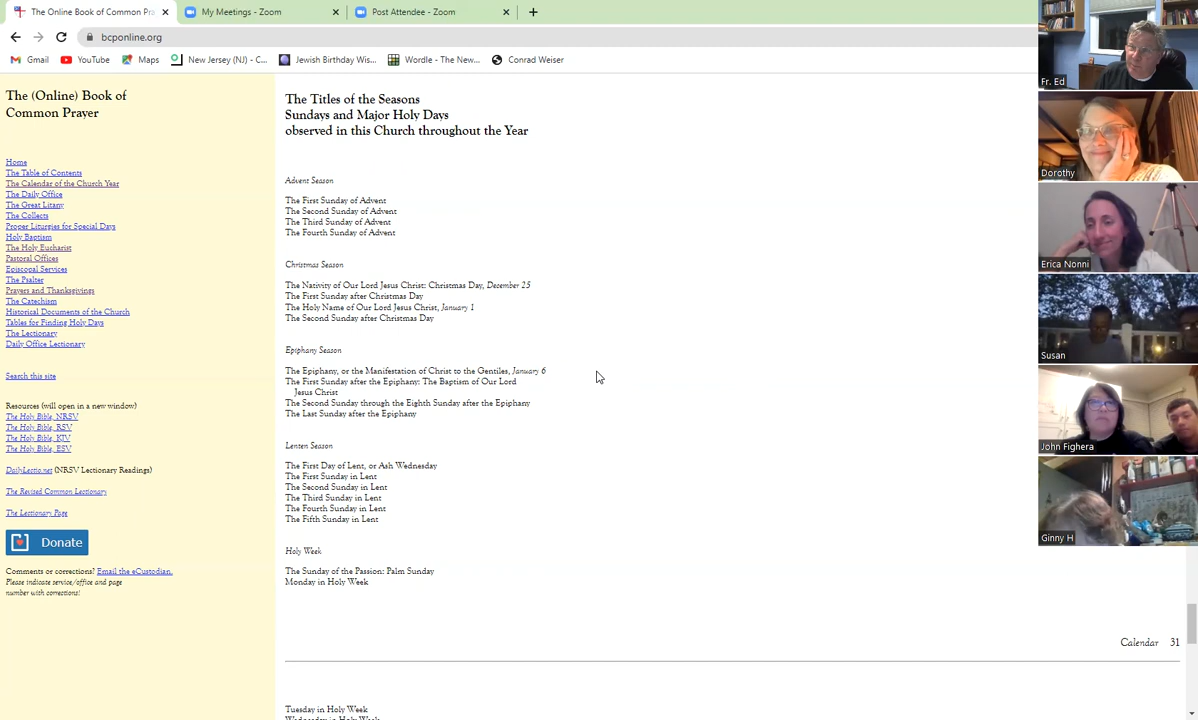 The Online Book of Common Pra
My Meetings - Zoom
Post Attendee - Zoom
bcponline.org
Gmail
YouTube
Maps
New Jersey (NJ) - C...
Jewish Birthday Wis...
Wordle - The New...
Conrad Weiser
The (Online) Book of
Common Prayer
Home
The Table of Contents
The Calendar of the Church Year
The Daily Office
The Great Litany
The Collects
Proper Liturgies for Special Days
Holy Baptism
The Holy Eucharist
Pastoral Offices
Episcopal Services
The Psalter
Prayers and Thanksgivings
The Catechism
Historical Documents of the Church
Tables for Finding Holy Days
The Lectionary
Daily Office Lectionary
Search this site
Resources (will open in a new window)
The Holy Bible, NRSV
The Holy Bible, RSV
The Holy Bible, KJV
The Holy Bible, ESV
DailyLectio.net (NRSV Lectionary Readings)
The Revised Common Lectionary
The Lectionary Page
Donate
Comments or corrections? Email the eCustodian.
Please indicate service/office and page
number with corrections!
The Titles of the Seasons
Sundays and Major Holy Days
observed in this Church throughout the Year
Advent Season
The First Sunday of Advent
The Second Sunday of Advent
The Third Sunday of Advent
The Fourth Sunday of Advent
Christmas Season
The Nativity of Our Lord Jesus Christ: Christmas Day, December 25
The First Sunday after Christmas Day
The Holy Name of Our Lord Jesus Christ, January 1
The Second Sunday after Christmas Day
Epiphany Season
The Epiphany, or the Manifestation of Christ to the Gentiles, January 6
The First Sunday after the Epiphany: The Baptism of Our Lord
Jesus Christ
The Second Sunday through the Eighth Sunday after the Epiphany
The Last Sunday after the Epiphany
Lenten Season
The First Day of Lent, or Ash Wednesday
The First Sunday in Lent
The Second Sunday in Lent
The Third Sunday in Lent
The Fourth Sunday in Lent
The Fifth Sunday in Lent
Holy Week
The Sunday of the Passion: Palm Sunday
Monday in Holy Week
Calendar 31
Tuesday in Holy Week
Wednesday in Holy Week
Fr. Ed
Dorothy
Erica Nonni
Susan
John Fighera
Ginny H